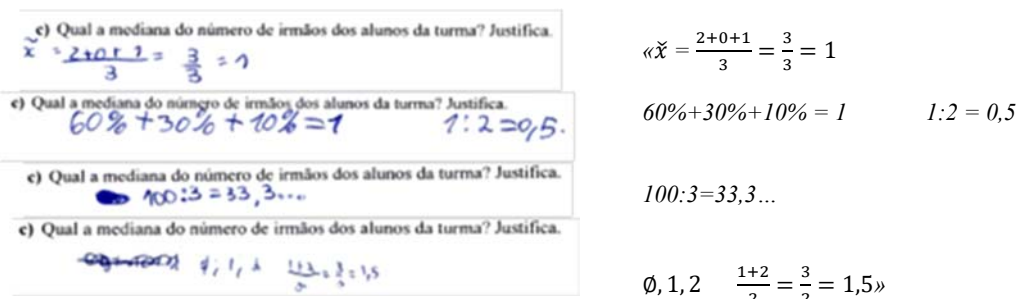 c) Qual a mediana do número de irmãos dos alunos da turma? Justifica.
x̃ = 2+0+1/3 = 3/3 = 1
«x̌ = 2+0+1/3 = 3/3 = 1
c) Qual a mediana do número de irmãos dos alunos da turma? Justifica.
60% + 30% + 10% = 1 1:2 = 0,5.
60%+30%+10% = 1 1:2 = 0,5
c) Qual a mediana do número de irmãos dos alunos da turma? Justifica.
100:3 = 33,3...
100:3=33,3…
c) Qual a mediana do número de irmãos dos alunos da turma? Justifica.
∅, 1, 2 1+2/2 = 3/2 = 1,5
∅, 1, 2 1+2/2 = 3/2 = 1,5»